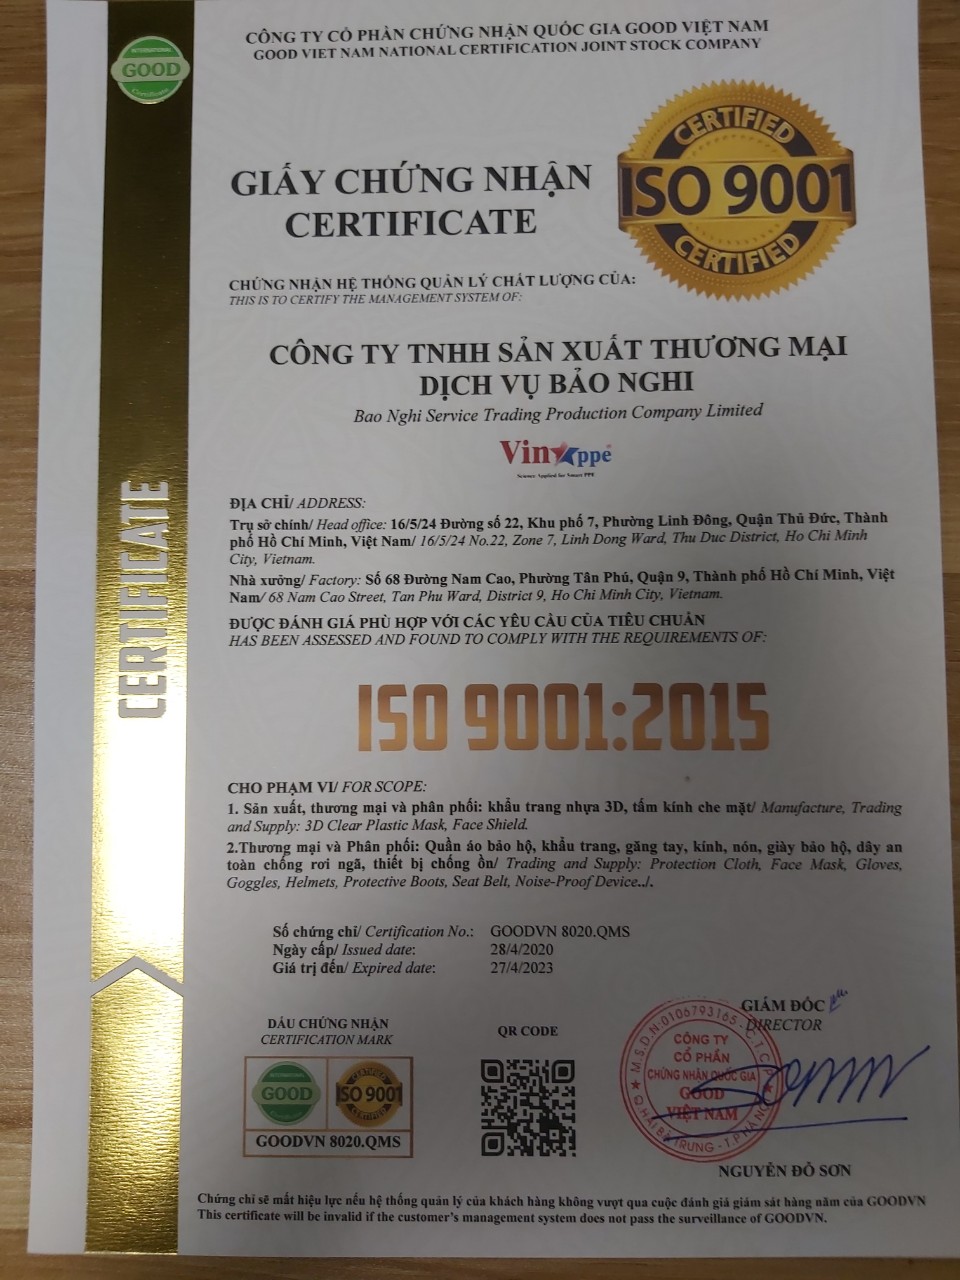 CÔNG TY CỔ PHẦN CHỨNG NHẬN QUỐC GIA GOOD VIỆT NAM
GOOD VIET NAM NATIONAL CERTIFICATION JOINT STOCK COMPANY
INTERNATIONAL
GOOD
Certificate
CERTIFIED
ISO 9001
CERTIFIED
GIẤY CHỨNG NHẬN
CERTIFICATE
CHỨNG NHẬN HỆ THỐNG QUẢN LÝ CHẤT LƯỢNG CỦA:
THIS IS TO CERTIFY THE MANAGEMENT SYSTEM OF:
CÔNG TY TNHH SẢN XUẤT THƯƠNG MẠI
DỊCH VỤ BẢO NGHI
Bao Nghi Service Trading Production Company Limited
Vin ppe
Science Applied for Smart PPE
ĐỊA CHỈ/ ADDRESS:
Trụ sở chính/ Head office: 16/5/24 Đường số 22, Khu phố 7, Phường Linh Đông, Quận Thủ Đức, Thành
phố Hồ Chí Minh, Việt Nam/ 16/5/24 No.22, Zone 7, Linh Dong Ward, Thu Duc District, Ho Chi Minh
City, Vietnam.
Nhà xưởng/ Factory: Số 68 Đường Nam Cao, Phường Tân Phú, Quận 9, Thành phố Hồ Chí Minh, Việt
Nam/ 68 Nam Cao Street, Tan Phu Ward, District 9, Ho Chi Minh City, Vietnam.
ĐƯỢC ĐÁNH GIÁ PHÙ HỢP VỚI CÁC YÊU CẦU CỦA TIÊU CHUẨN
HAS BEEN ASSESSED AND FOUND TO COMPLY WITH THE REQUIREMENTS OF:
CERTIFICATE
ISO 9001:2015
CHO PHẠM VI/ FOR SCOPE:
1. Sản xuất, thương mại và phân phối: khẩu trang nhựa 3D, tấm kính che mặt/ Manufacture, Trading
and Supply: 3D Clear Plastic Mask, Face Shield.
2.Thương mại và Phân phối: Quần áo bảo hộ, khẩu trang, găng tay, kính, nón, giày bảo hộ, dây an
toàn chống rơi ngã, thiết bị chống ồn/ Trading and Supply: Protection Cloth, Face Mask, Gloves,
Goggles, Helmets, Protective Boots, Seat Belt, Noise-Proof Device../.
Số chứng chỉ/ Certification No.: GOODVN 8020.QMS
Ngày cấp/ Issued date: 28/4/2020
Giá trị đến/ Expired date: 27/4/2023
DẤU CHỨNG NHẬN
CERTIFICATION MARK
GOOD
CERTIFIED
ISO 9001
CERTIFIED
GOODVN 8020.QMS
QR CODE
GIÁM ĐỐC
DIRECTOR
M.S.D.N:0106793165-C.T.C.P
CÔNG TY
CỔ PHẦN
CHỨNG NHẬN QUỐC GIA
GOOD
VIỆT NAM
Q.HAI BÀ TRƯNG - T.P HÀ NỘI
NGUYỄN ĐỖ SƠN
Chứng chỉ sẽ mất hiệu lực nếu hệ thống quản lý của khách hàng không vượt qua cuộc đánh giá giám sát hàng năm của GOODVN
This certificate will be invalid if the customer's management system does not pass the surveillance of GOODVN.